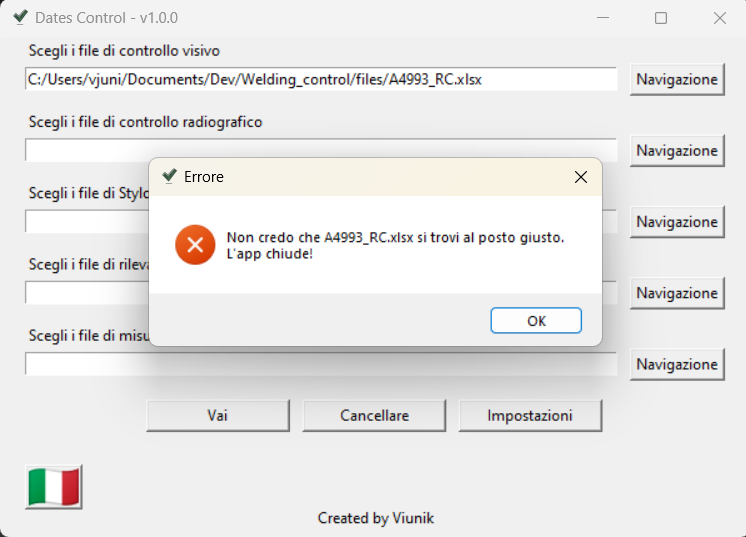 Dates Control - v1.0.0
Scegli i file di controllo visivo
C:/Users/vjuni/Documents/Dev/Welding_control/files/A4993_RC.xlsx
Navigazione
Scegli i file di controllo radiografico
Navigazione
Errore
Scegli i file di Stylo
Navigazione
Non credo che A4993_RC.xlsx si trovi al posto giusto.
L'app chiude!
Scegli i file di rileva
Navigazione
OK
Scegli i file di misu
Navigazione
Vai
Cancellare
Impostazioni
Created by Viunik